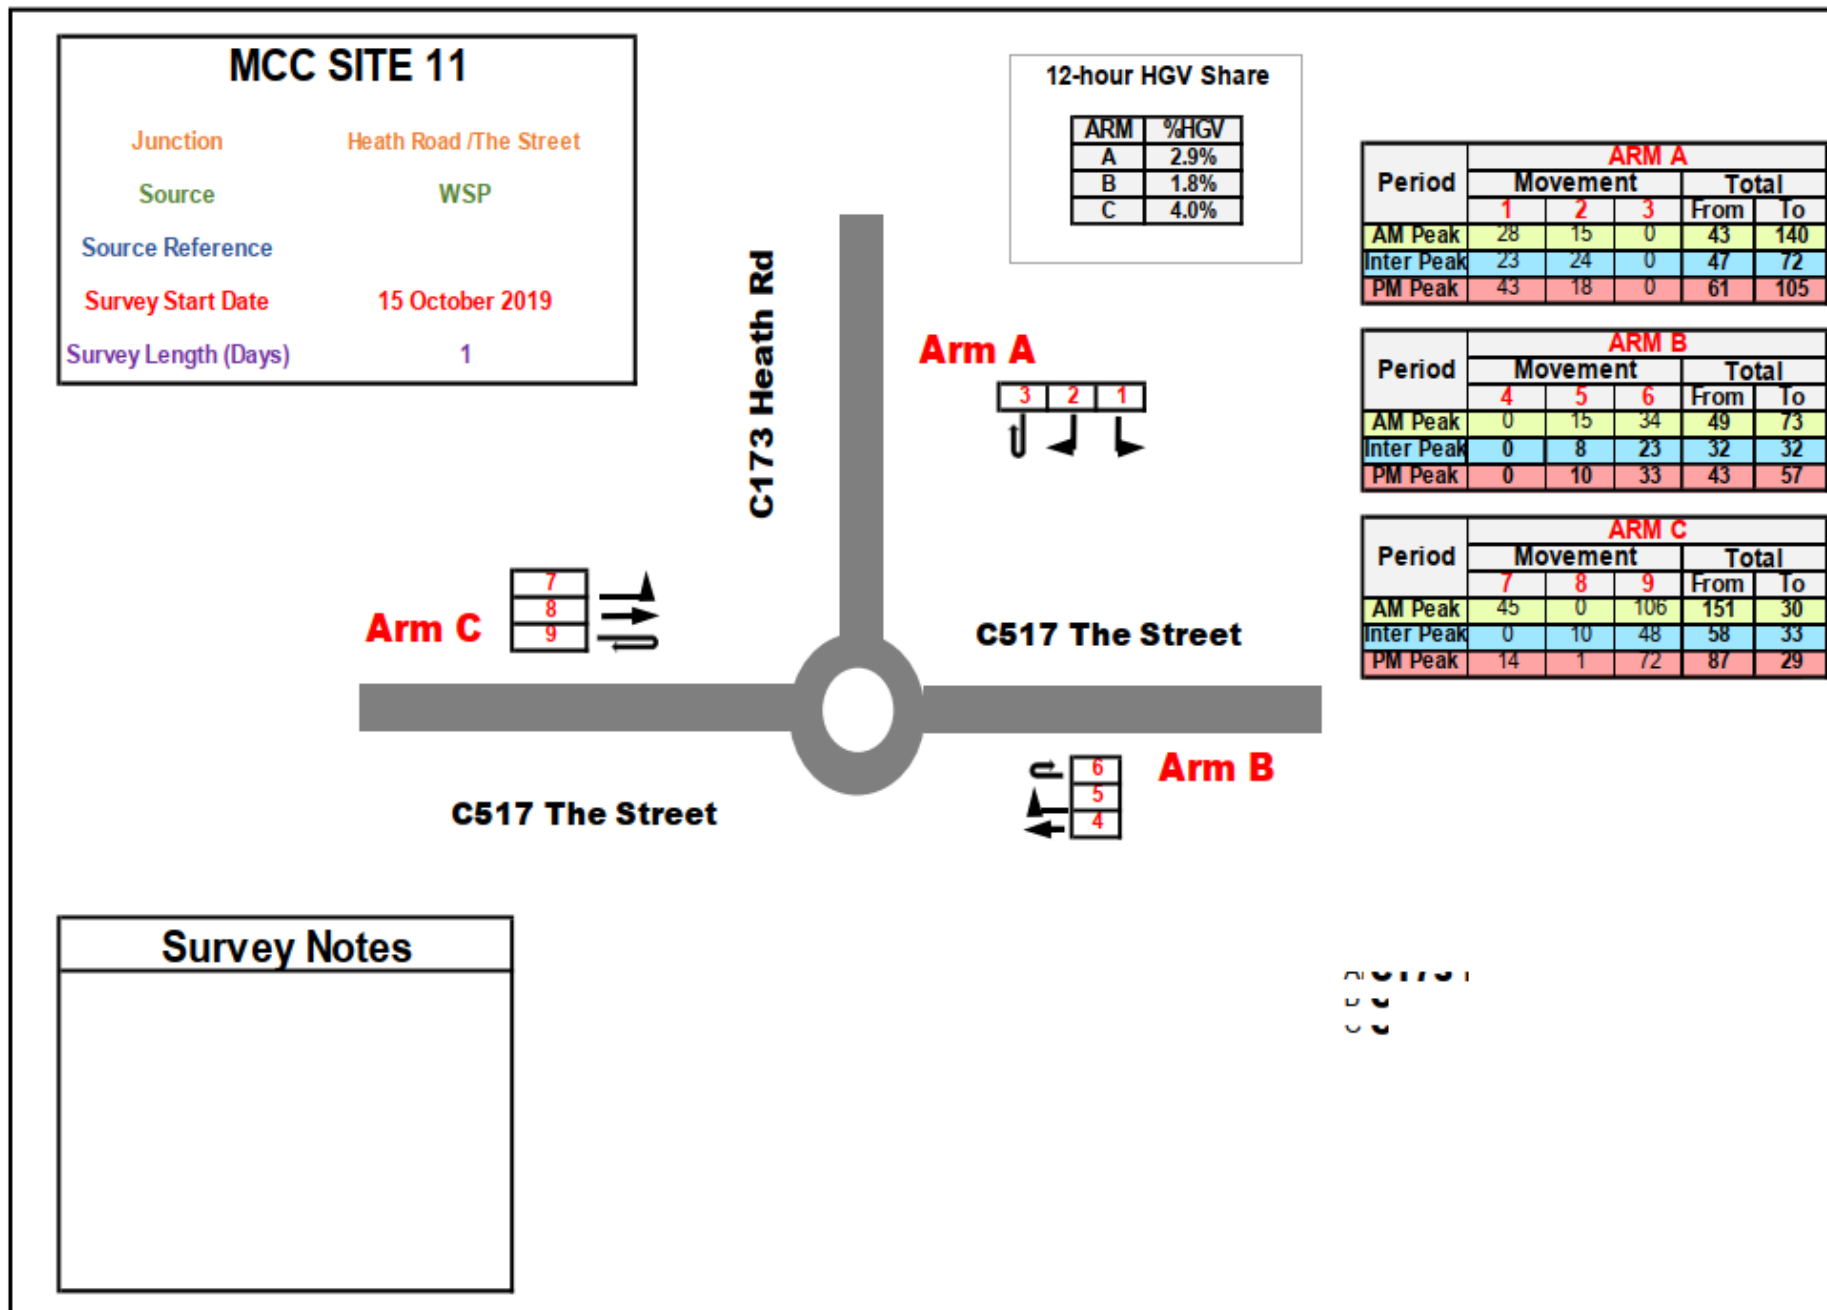 MCC SITE 11
Junction Heath Road /The Street
Source WSP
Source Reference
Survey Start Date 15 October 2019
Survey Length (Days) 1
12-hour HGV Share
ARM %HGV
A 2.9%
B 1.8%
C 4.0%
C173 Heath Rd
Arm A
3 2 1
Arm C
7
8
9
C517 The Street
C517 The Street
Arm B
6
5
4
Period ARM A
Movement Total
1 2 3 From To
AM Peak 28 15 0 43 140
Inter Peak 23 24 0 47 72
PM Peak 43 18 0 61 105
Period ARM B
Movement Total
4 5 6 From To
AM Peak 0 15 34 49 73
Inter Peak 0 8 23 32 32
PM Peak 0 10 33 43 57
Period ARM C
Movement Total
7 8 9 From To
AM Peak 45 0 106 151 30
Inter Peak 0 10 48 58 33
PM Peak 14 1 72 87 29
Survey Notes